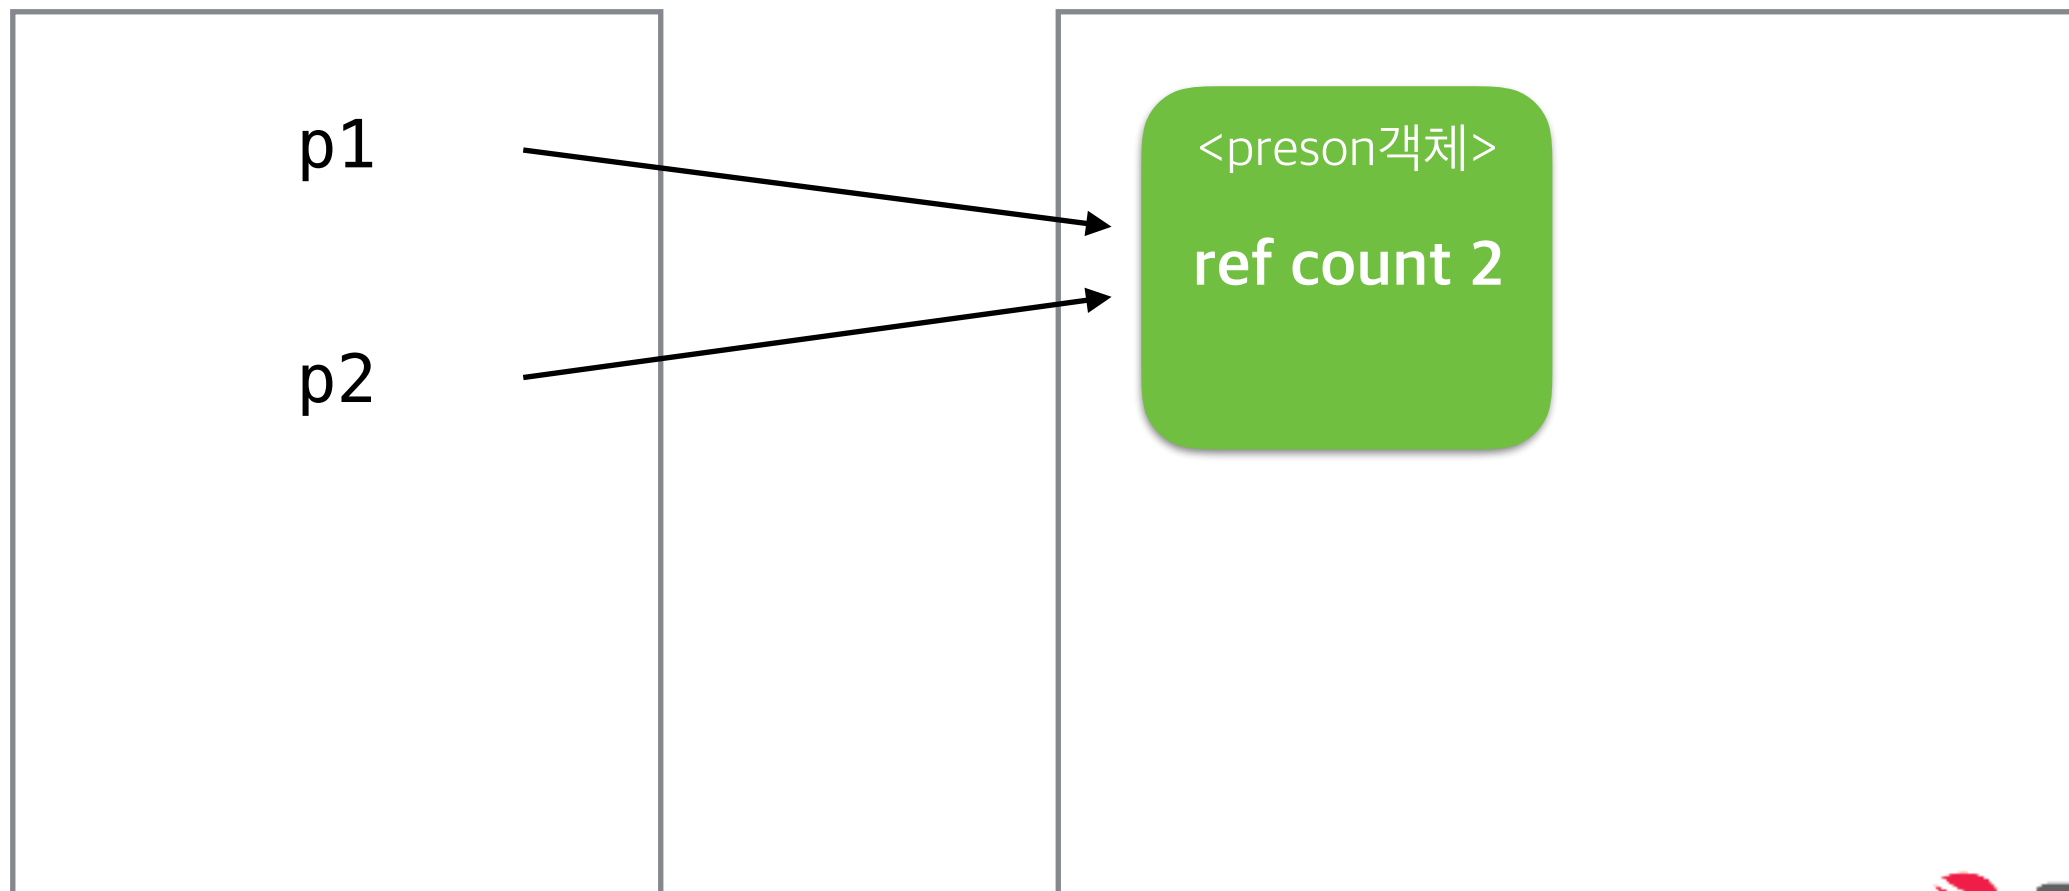 p1
p2
<preson객체>
ref count 2